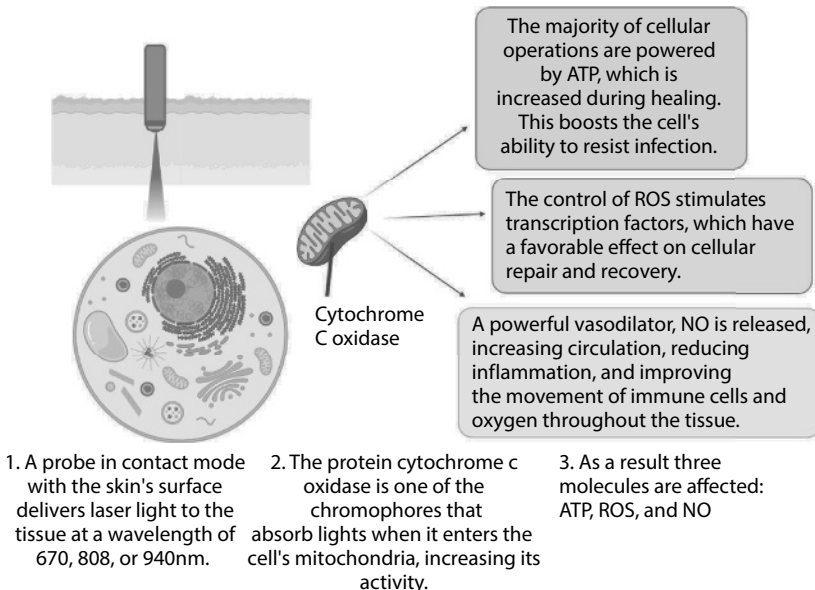 The majority of cellular
operations are powered
by ATP, which is
increased during healing.
This boosts the cell's
ability to resist infection.
The control of ROS stimulates
transcription factors, which have
a favorable effect on cellular
repair and recovery.
Cytochrome
C oxidase
A powerful vasodilator, NO is released,
increasing circulation, reducing
inflammation, and improving
the movement of immune cells and
oxygen throughout the tissue.
1. A probe in contact mode
with the skin's surface
delivers laser light to the
tissue at a wavelength of
670, 808, or 940nm.
2. The protein cytochrome c
oxidase is one of the
chromophores that
absorb lights when it enters the
cell's mitochondria, increasing its
activity.
3. As a result three
molecules are affected:
ATP, ROS, and NO